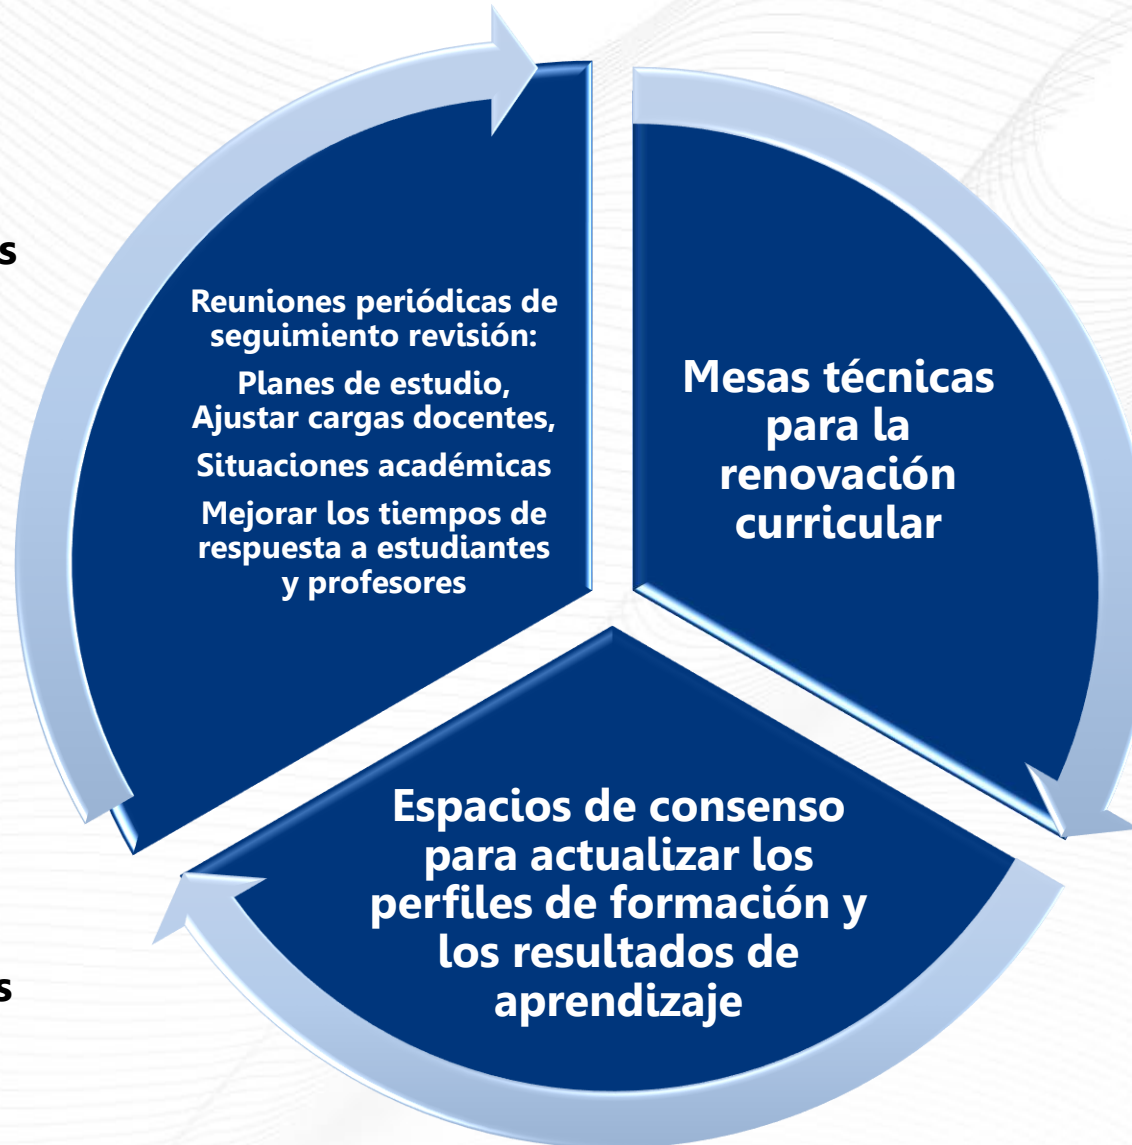 Reuniones periódicas de
seguimiento revisión:
Planes de estudio,
Ajustar cargas docentes,
Situaciones académicas
Mejorar los tiempos de
respuesta a estudiantes
y profesores
Mesas técnicas
para la
renovación
curricular
Espacios de consenso
para actualizar los
perfiles de formación y
los resultados de
aprendizaje